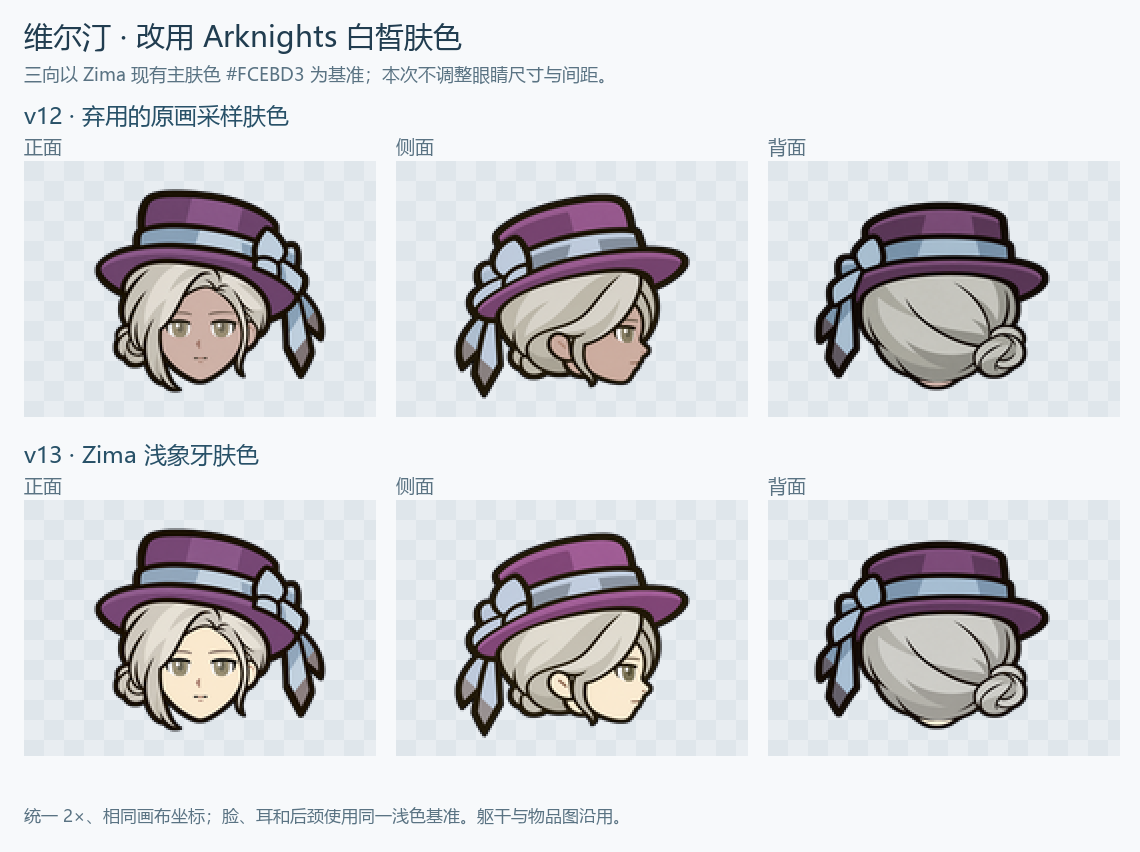 维尔汀 · 改用 Arknights 白皙肤色
三向以 Zima 现有主肤色 #FCEBD3 为基准；本次不调整眼睛尺寸与间距。
v12 · 弃用的原画采样肤色
正面
侧面
背面
v13 · Zima 浅象牙肤色
正面
侧面
背面
统一 2×、相同画布坐标；脸、耳和后颈使用同一浅色基准。躯干与物品图沿用。